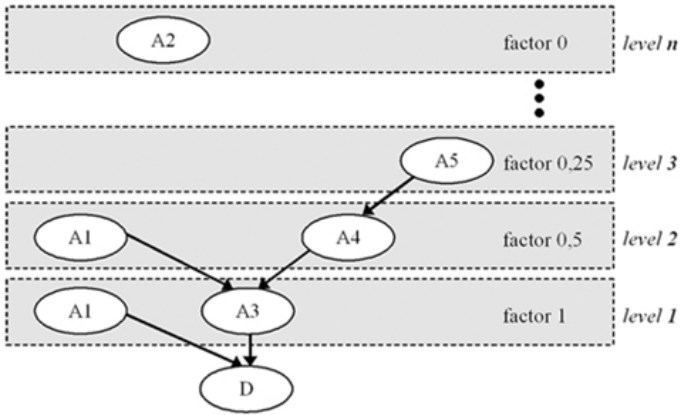 A2 factor 0 level n
A5 factor 0,25 level 3
A1 A4 factor 0,5 level 2
A1 A3 factor 1 level 1
D